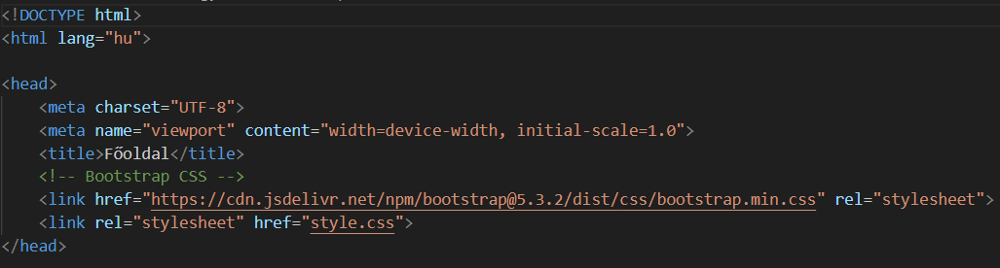 <!DOCTYPE html>
<html lang="hu">
<head>
<meta charset="UTF-8">
<meta name="viewport" content="width=device-width, initial-scale=1.0">
<title>Főoldal</title>
<!-- Bootstrap CSS -->
<link href="https://cdn.jsdelivr.net/npm/bootstrap@5.3.2/dist/css/bootstrap.min.css" rel="stylesheet">
<link rel="stylesheet" href="style.css">
</head>